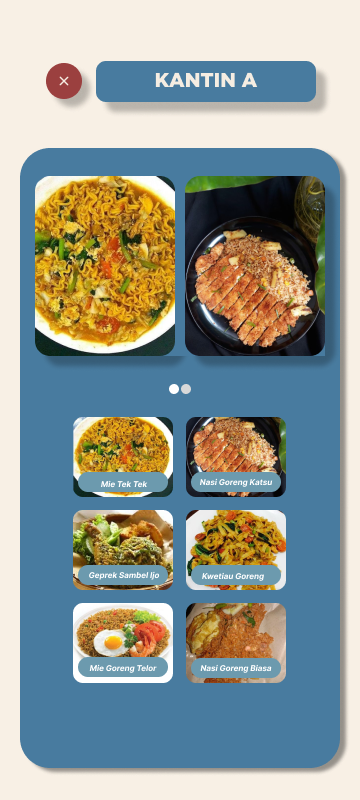 KANTIN A
Mie Tek Tek
Nasi Goreng Katsu
Geprek Sambel Ijo
Kwetiau Goreng
Mie Goreng Telor
Nasi Goreng Biasa